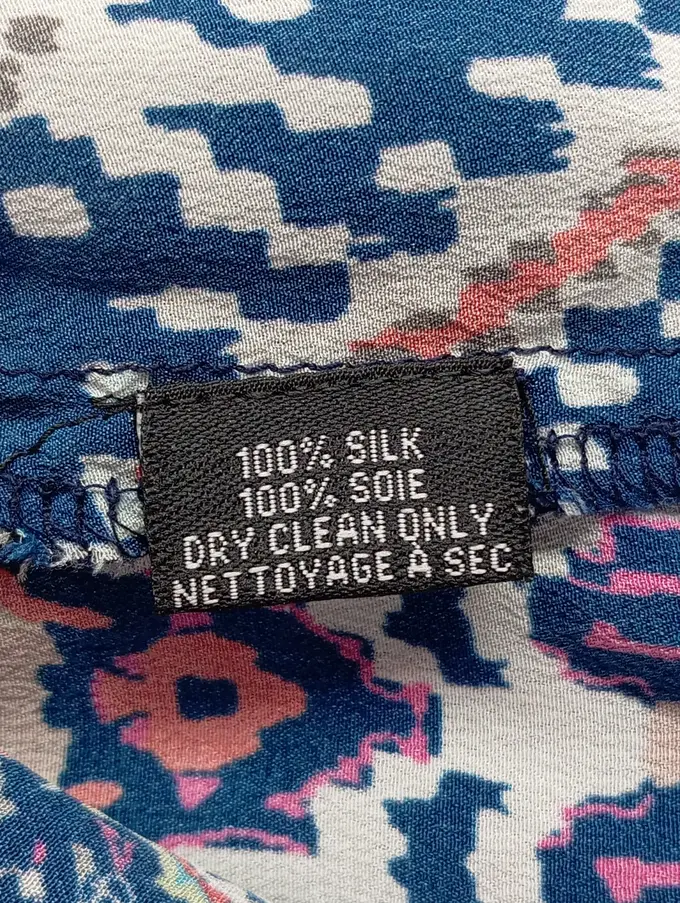 100% SILK
100% SOIE
DRY CLEAN ONLY
NETTOYAGE À SEC